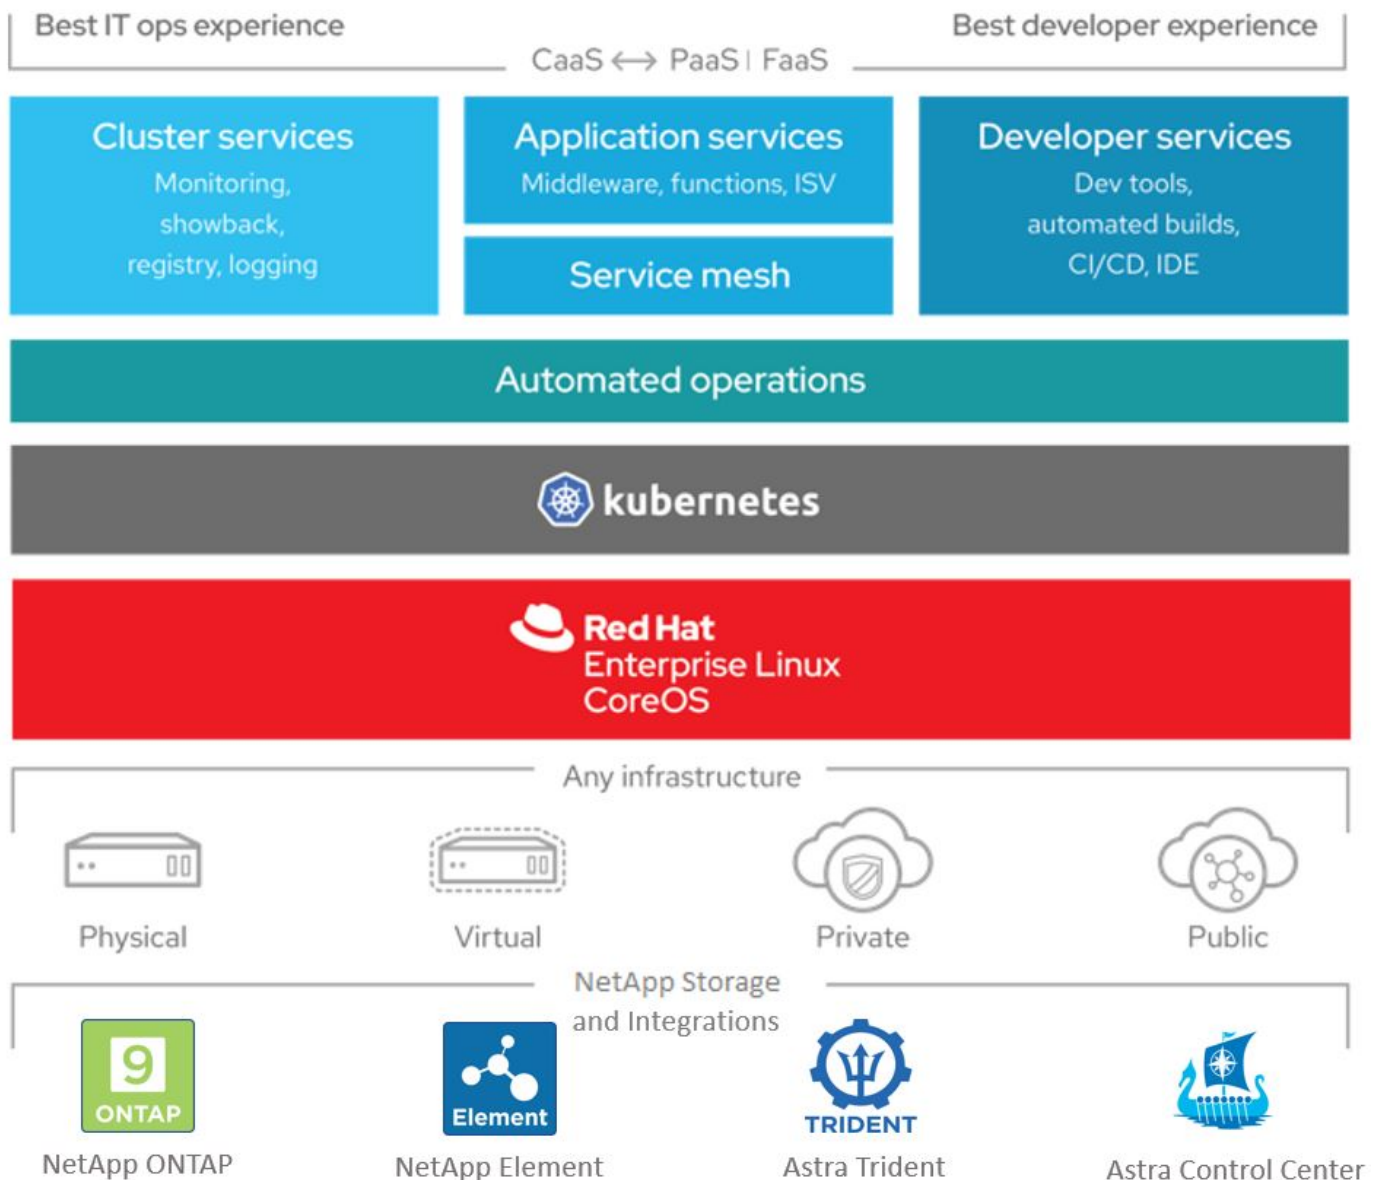 Best IT ops experience
Best developer experience
CaaS ↔ PaaS | FaaS
Cluster services
Monitoring,
showback,
registry, logging
Application services
Middleware, functions, ISV
Service mesh
Developer services
Dev tools,
automated builds,
CI/CD, IDE
Automated operations
kubernetes
Red Hat
Enterprise Linux
CoreOS
Any infrastructure
Physical
Virtual
Private
Public
NetApp Storage
and Integrations
9
ONTAP
NetApp ONTAP
Element
NetApp Element
TRIDENT
Astra Trident
Astra Control Center